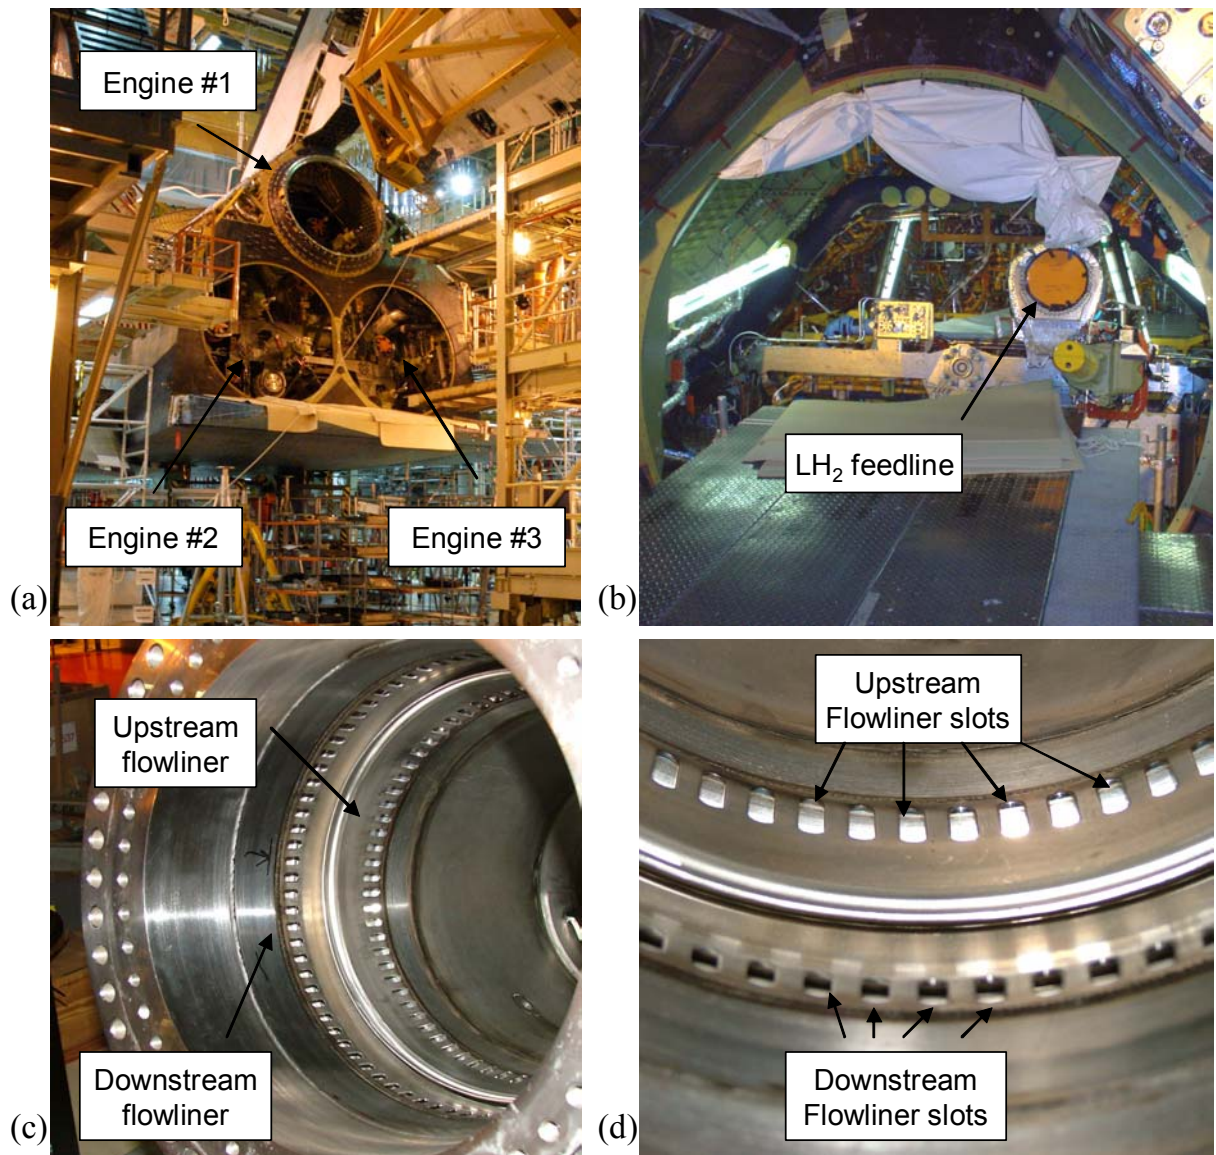 Engine #1
Engine #2
Engine #3
(a)
LH₂ feedline
(b)
Upstream
flowliner
Downstream
flowliner
(c)
Upstream
Flowliner slots
Downstream
Flowliner slots
(d)